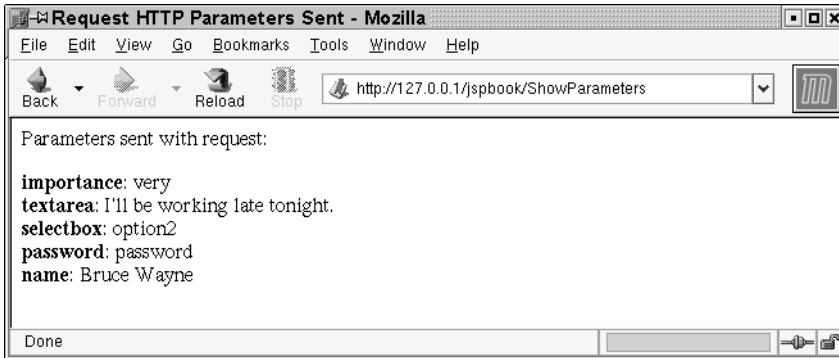 Request HTTP Parameters Sent - Mozilla
File Edit View Go Bookmarks Tools Window Help
Back Forward Reload Stop http://127.0.0.1/jspbook/ShowParameters
Parameters sent with request:
importance: very
textarea: I'll be working late tonight.
selectbox: option2
password: password
name: Bruce Wayne
Done